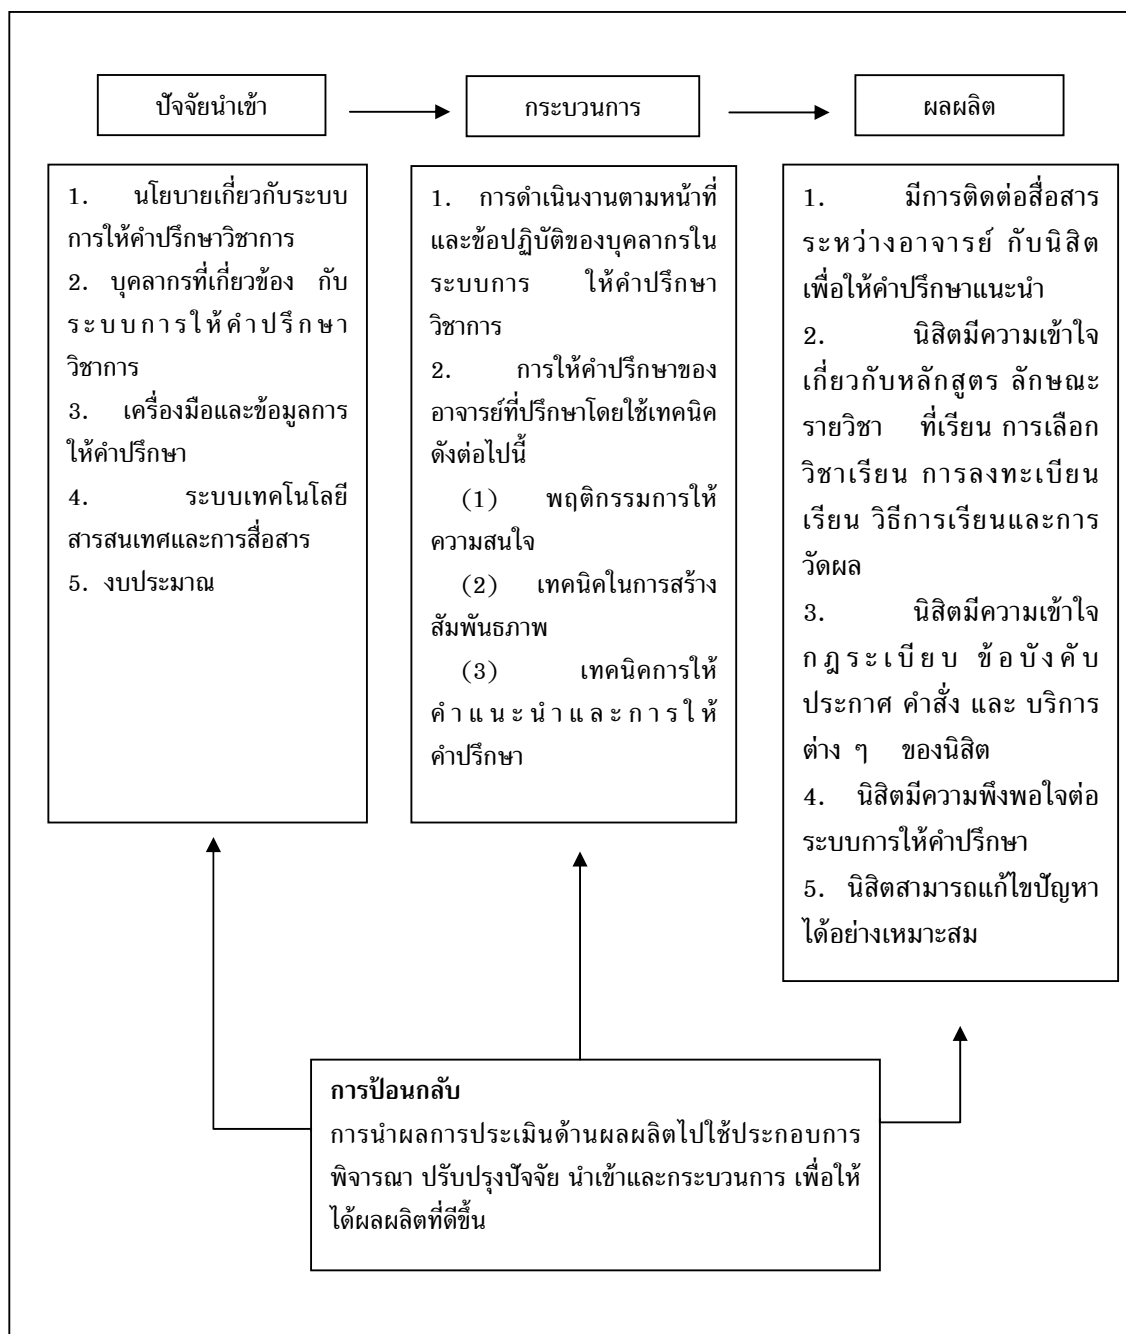 ปัจจัยนำเข้า
กระบวนการ
ผลผลิต
1. นโยบายเกี่ยวกับระบบ
การให้คำปรึกษาวิชาการ
2. บุคลากรที่เกี่ยวข้อง กับ
ระบบการให้คำปรึกษา
วิชาการ
3. เครื่องมือและข้อมูลการ
ให้คำปรึกษา
4. ระบบเทคโนโลยี
สารสนเทศและการสื่อสาร
5. งบประมาณ
1. การดำเนินงานตามหน้าที่
และข้อปฏิบัติของบุคลากรใน
ระบบการ ให้คำปรึกษา
วิชาการ
2. การให้คำปรึกษาของ
อาจารย์ที่ปรึกษาโดยใช้เทคนิค
ดังต่อไปนี้
(1) พฤติกรรมการให้
ความสนใจ
(2) เทคนิคในการสร้าง
สัมพันธภาพ
(3) เทคนิคการให้
คำแนะนำและการให้
คำปรึกษา
1. มีการติดต่อสื่อสาร
ระหว่างอาจารย์ กับนิสิต
เพื่อให้คำปรึกษาแนะนำ
2. นิสิตมีความเข้าใจ
เกี่ยวกับหลักสูตร ลักษณะ
รายวิชา ที่เรียน การเลือก
วิชาเรียน การลงทะเบียน
เรียน วิธีการเรียนและการ
วัดผล
3. นิสิตมีความเข้าใจ
กฎระเบียบ ข้อบังคับ
ประกาศ คำสั่ง และ บริการ
ต่าง ๆ ของนิสิต
4. นิสิตมีความพึงพอใจต่อ
ระบบการให้คำปรึกษา
5. นิสิตสามารถแก้ไขปัญหา
ได้อย่างเหมาะสม
การป้อนกลับ
การนำผลการประเมินด้านผลผลิตไปใช้ประกอบการ
พิจารณา ปรับปรุงปัจจัย นำเข้าและกระบวนการ เพื่อให้
ได้ผลผลิตที่ดีขึ้น